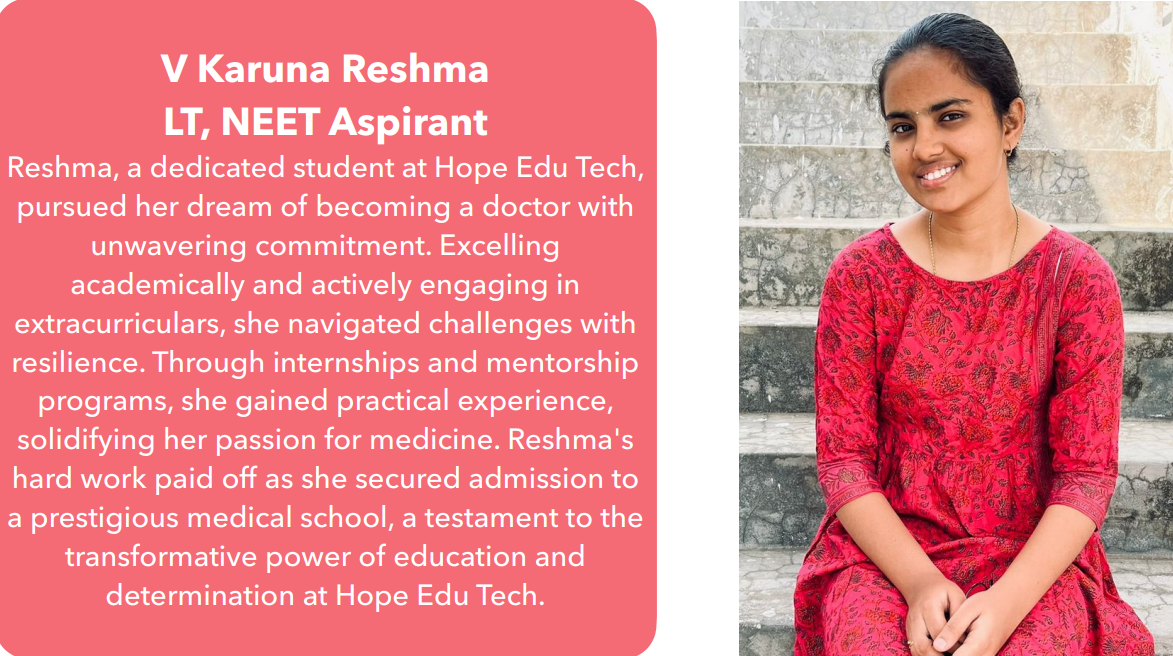 V Karuna Reshma
LT, NEET Aspirant
Reshma, a dedicated student at Hope Edu Tech,
pursued her dream of becoming a doctor with
unwavering commitment. Excelling
academically and actively engaging in
extracurriculars, she navigated challenges with
resilience. Through internships and mentorship
programs, she gained practical experience,
solidifying her passion for medicine. Reshma's
hard work paid off as she secured admission to
a prestigious medical school, a testament to the
transformative power of education and
determination at Hope Edu Tech.